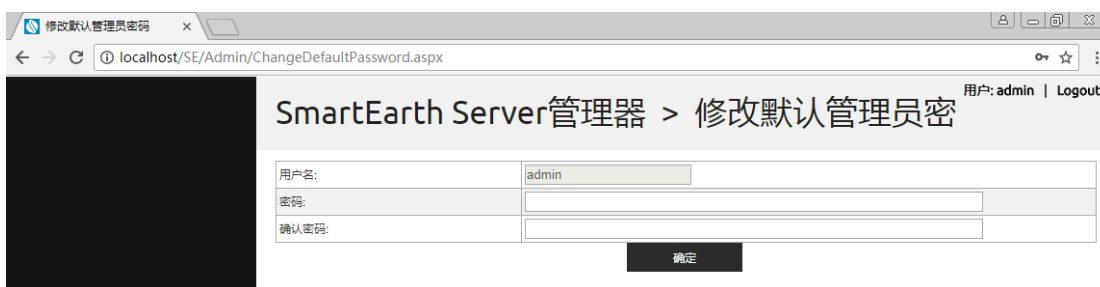 修改默认管理员密码
localhost/SE/Admin/ChangeDefaultPassword.aspx
用户: admin | Logout
SmartEarth Server管理器 > 修改默认管理员密
用户名: admin
密码:
确认密码:
确定